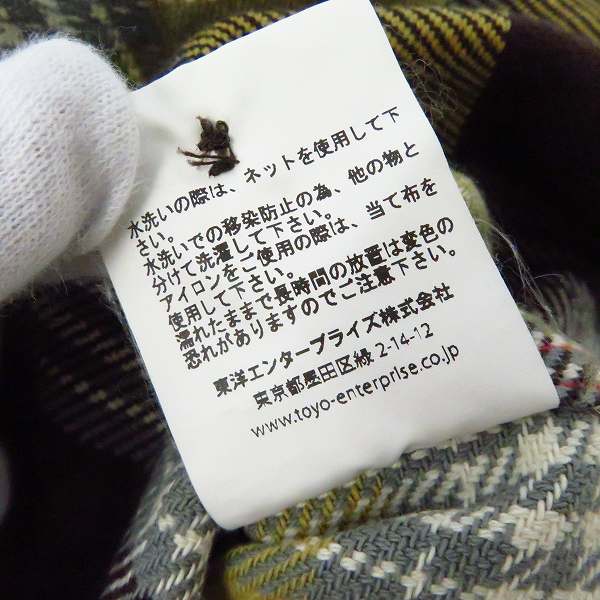 水洗いの際は、ネットを使用して下
さい。
水洗いでの移染防止の為、他の物と
分けて洗濯して下さい。
アイロンをご使用の際は、当て布を
使用して下さい。
濡れたままで長時間の放置は変色の
恐れがありますのでご注意下さい。
東洋エンタープライズ株式会社
東京都墨田区緑 2-14-12
www.toyo-enterprise.co.jp